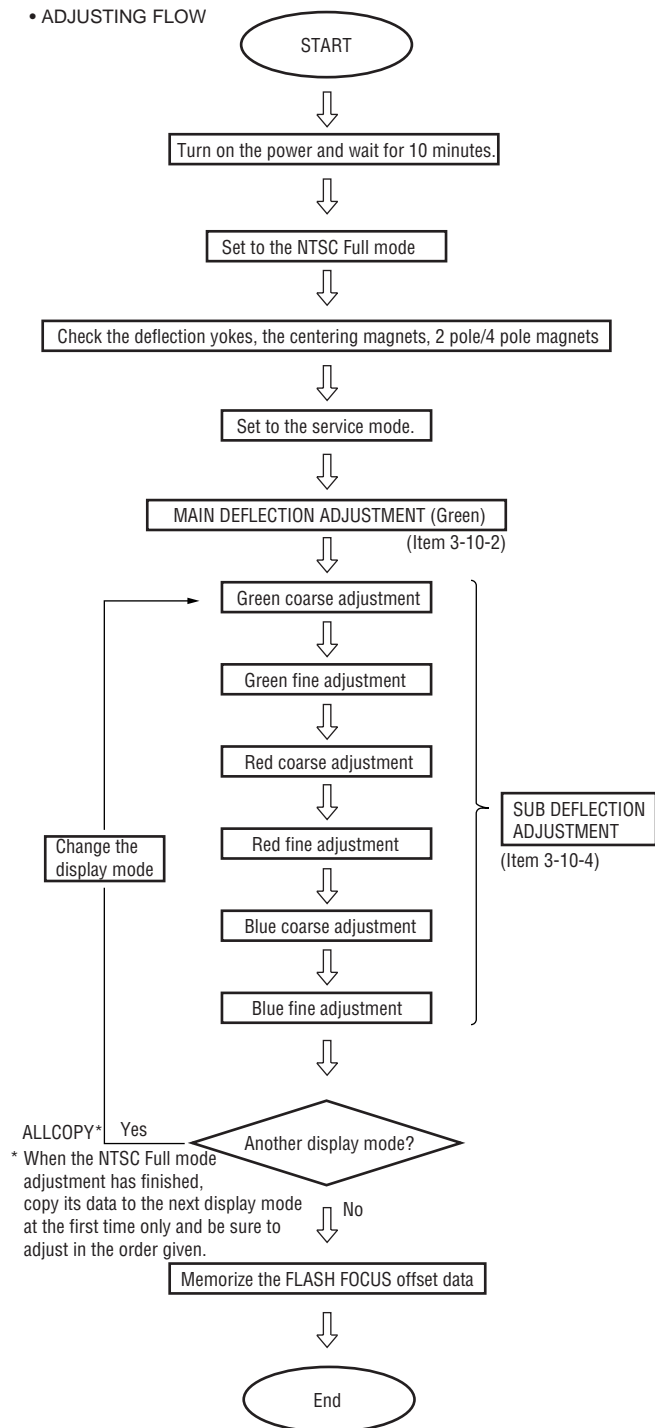 • ADJUSTING FLOW
START
Turn on the power and wait for 10 minutes.
Set to the NTSC Full mode
Check the deflection yokes, the centering magnets, 2 pole/4 pole magnets
Set to the service mode.
MAIN DEFLECTION ADJUSTMENT (Green)
(Item 3-10-2)
Green coarse adjustment
Green fine adjustment
Red coarse adjustment
SUB DEFLECTION
ADJUSTMENT
(Item 3-10-4)
Change the
display mode
Red fine adjustment
Blue coarse adjustment
Blue fine adjustment
ALLCOPY* Yes
Another display mode?
* When the NTSC Full mode
adjustment has finished,
copy its data to the next display mode
at the first time only and be sure to
adjust in the order given.
No
Memorize the FLASH FOCUS offset data
End